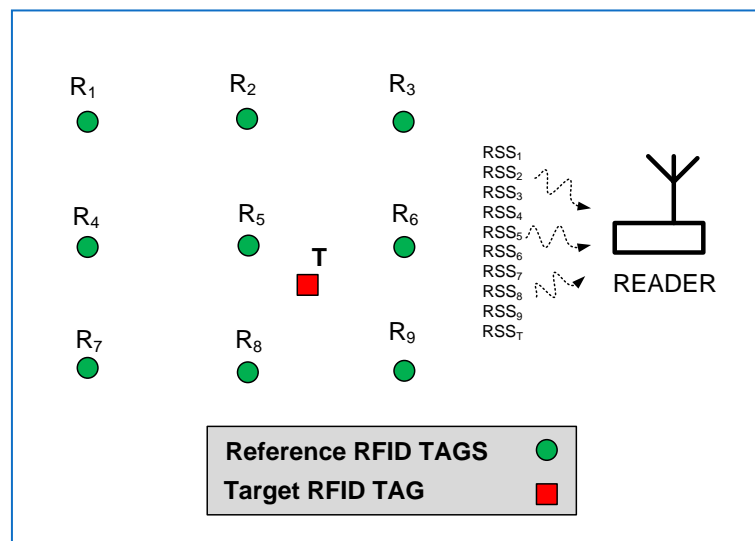 R₁ R₂ R₃
RSS₁
RSS₂
RSS₃
RSS₄
RSS₅
RSS₆
RSS₇
RSS₈
RSS₉
RSS_T
R₄ R₅ R₆
T
READER
R₇ R₈ R₉
Reference RFID TAGS
Target RFID TAG